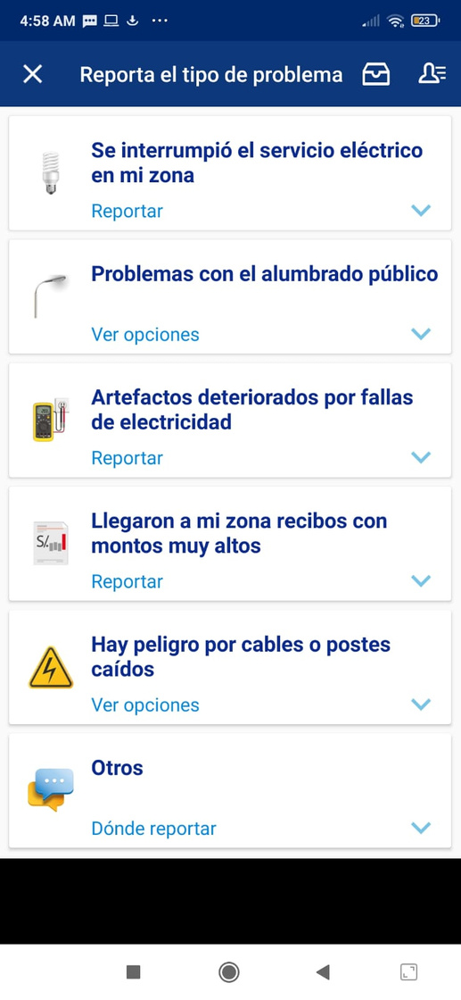 4:58 AM
23
Reporta el tipo de problema
Se interrumpió el servicio eléctrico
en mi zona
Reportar
Problemas con el alumbrado público
Ver opciones
Artefactos deteriorados por fallas
de electricidad
Reportar
S/.
Llegaron a mi zona recibos con
montos muy altos
Reportar
Hay peligro por cables o postes
caídos
Ver opciones
Otros
Dónde reportar